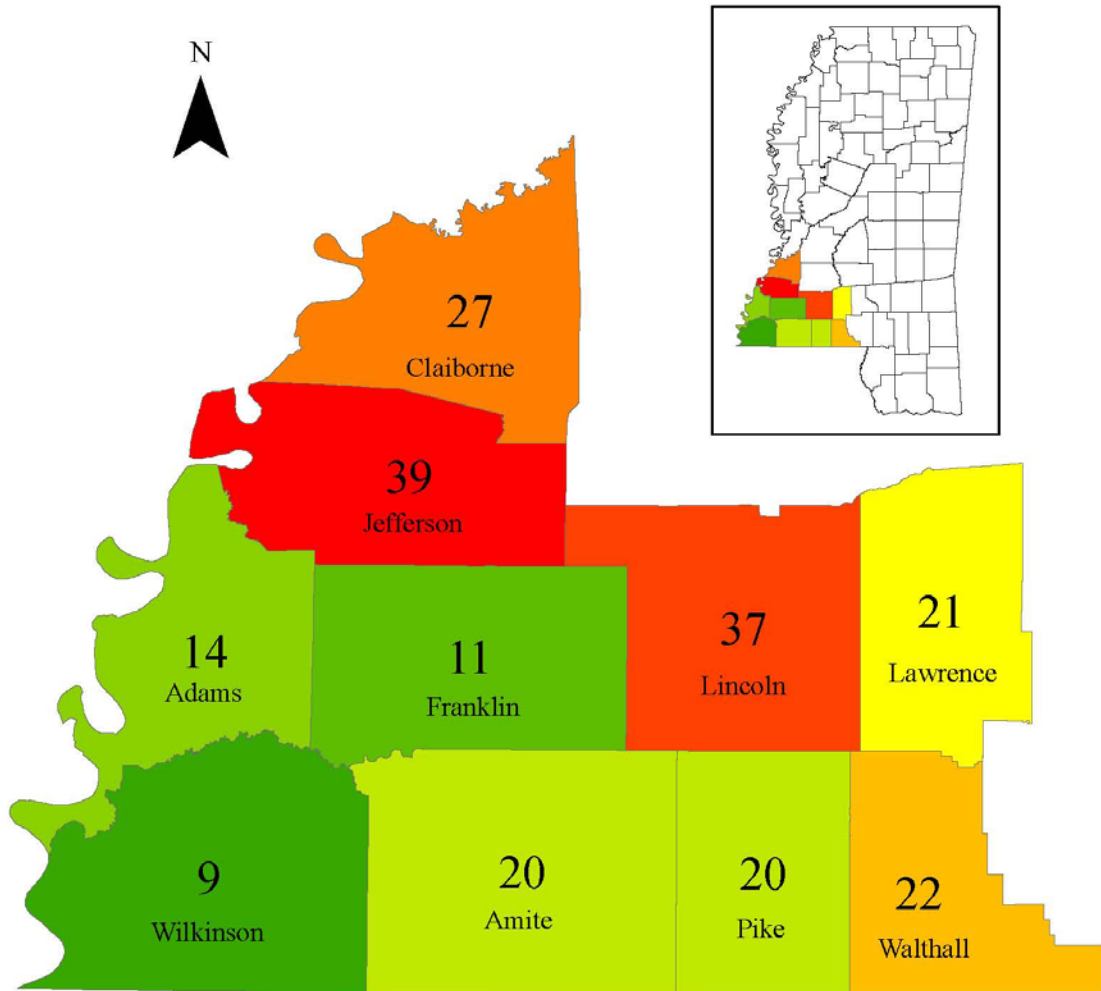 N
27
Claiborne
39
Jefferson
14
Adams
11
Franklin
37
Lincoln
21
Lawrence
9
Wilkinson
20
Amite
20
Pike
22
Walthall